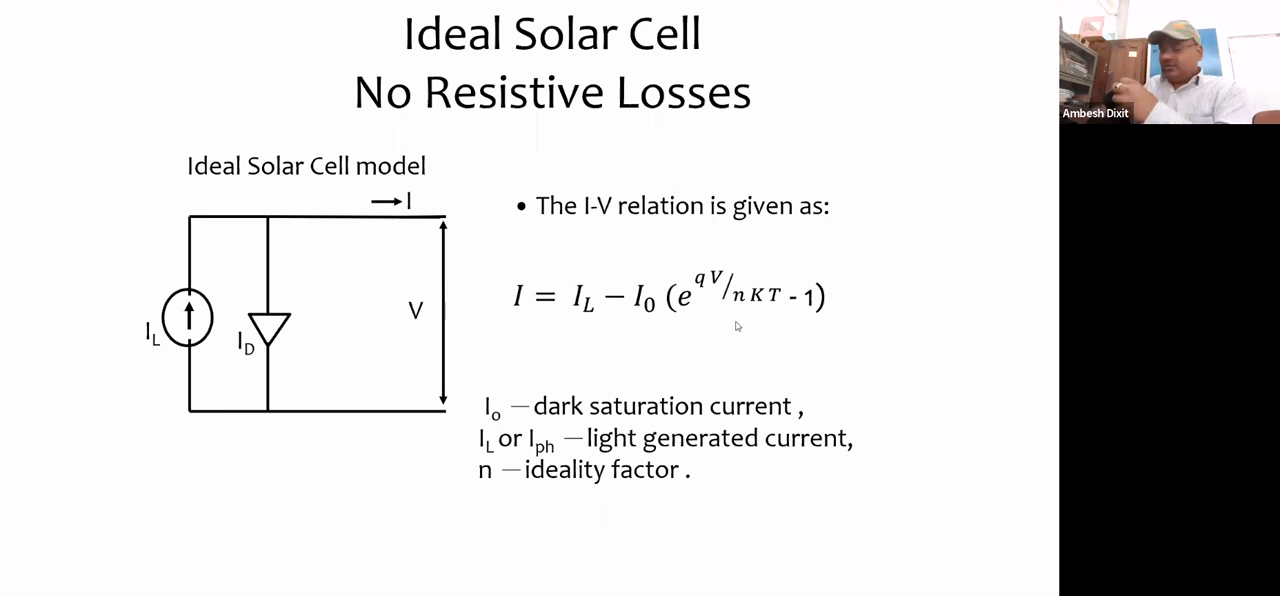 Ideal Solar Cell
No Resistive Losses
Ideal Solar Cell model
I
I_L
I_D
V
• The I-V relation is given as:
I = I_L − I_0 (e^{qV/nKT} - 1)
I_o — dark saturation current ,
I_L or I_ph — light generated current,
n — ideality factor .
Ambesh Dixit